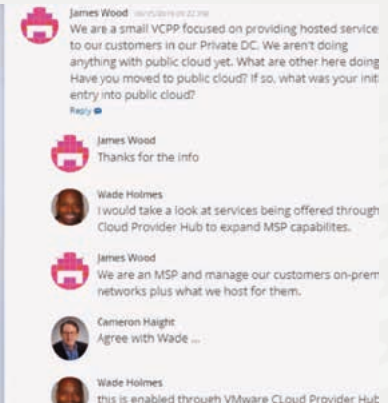 James Wood
We are a small VCPP focused on providing hosted service
to our customers in our Private DC. We aren't doing
anything with public cloud yet. What are other here doing
Have you moved to public cloud? If so, what was your init
entry into public cloud?
Reply
James Wood
Thanks for the info
Wade Holmes
I would take a look at services being offered through
Cloud Provider Hub to expand MSP capabilites.
James Wood
We are an MSP and manage our customers on-prem
networks plus what we host for them.
Cameron Haight
Agree with Wade ...
Wade Holmes
this is enabled through VMware CLoud Provider Hub